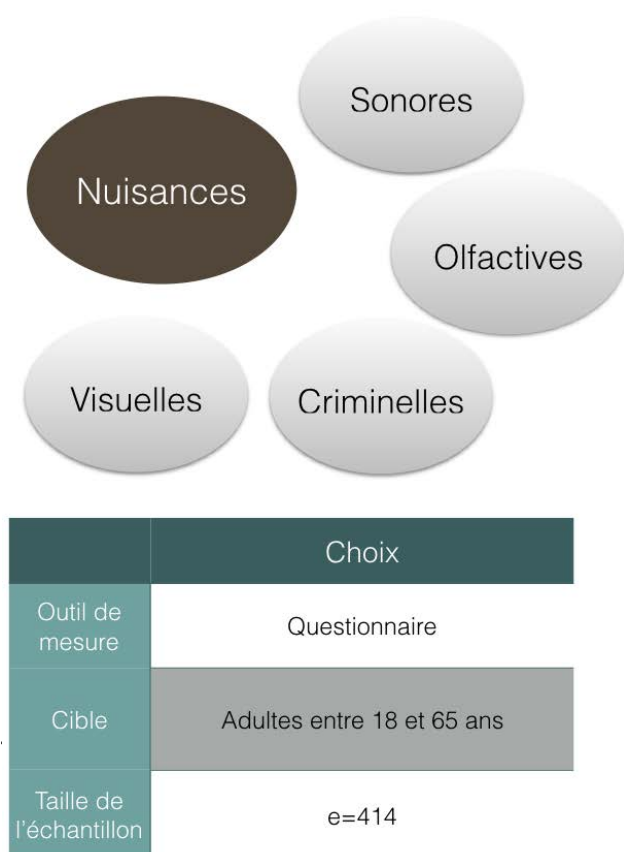 Sonores
Nuisances
Olfactives
Visuelles
Criminelles
Choix
Outil de
mesure
Questionnaire
Cible
Adultes entre 18 et 65 ans
Taille de
l'échantillon
e=414